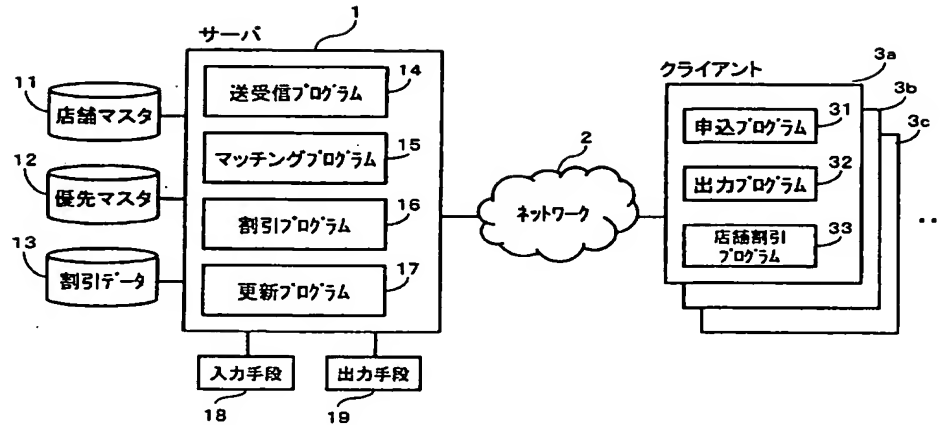 サーバ
1
11
店舗マスタ
12
優先マスタ
13
割引データ
14
送受信プログラム
15
マッチングプログラム
16
割引プログラム
17
更新プログラム
入力手段
18
出力手段
19
2
ネットワーク
クライアント
3a
3b
3c
31
申込プログラム
32
出力プログラム
33
店舗割引
プログラム